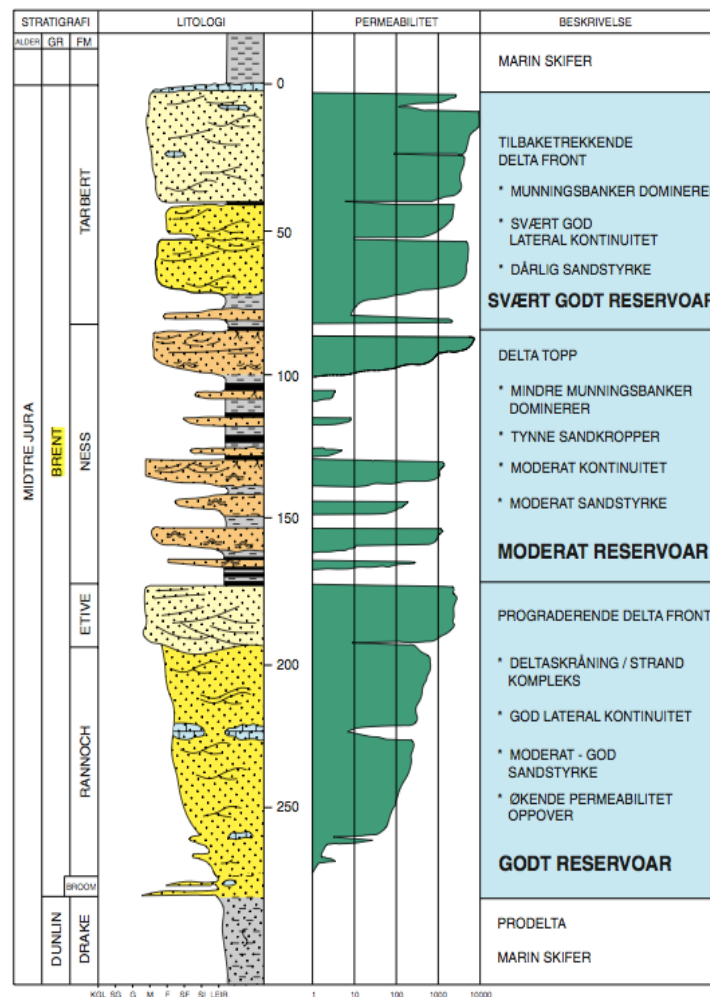 STRATIGRAFI
LITOLOGI
PERMEABILITET
BESKRIVELSE
ALDER
GR
FM
MARIN SKIFER
0
TILBAKETREKKENDE
DELTA FRONT
* MUNNINGSBANKER DOMINERER
* SVÆRT GOD
LATERAL KONTINUITET
* DÅRLIG SANDSTYRKE
SVÆRT GODT RESERVOAR
TARBERT
50
DELTA TOPP
* MINDRE MUNNINGSBANKER
DOMINERER
* TYNNE SANDKROPPER
* MODERAT KONTINUITET
* MODERAT SANDSTYRKE
MODERAT RESERVOAR
MIDTRE JURA
BRENT
NESS
100
150
PROGRADERENDE DELTA FRONT
* DELTASKRÅNING / STRAND
KOMPLEKS
* GOD LATERAL KONTINUITET
* MODERAT - GOD
SANDSTYRKE
* ØKENDE PERMEABILITET
OPPOVER
GODT RESERVOAR
ETIVE
200
RANNOCH
250
BROOM
DUNLIN
DRAKE
PRODELTA
MARIN SKIFER
KGL SG G M F SF SI LEIR
1 10 100 1000 10000